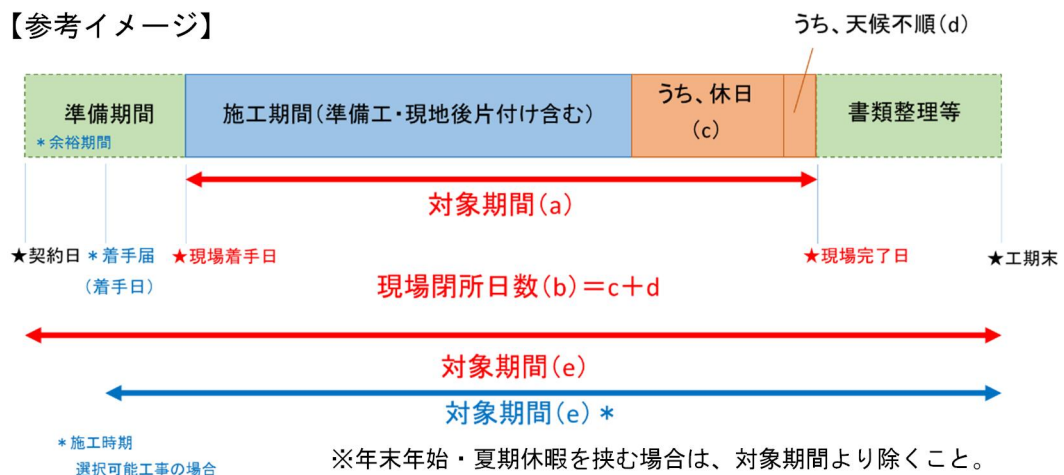 【参考イメージ】
うち、天候不順(d)
準備期間
*余裕期間
施工期間(準備工・現地後片付け含む)
うち、休日
(c)
書類整理等
対象期間(a)
★契約日
*着手届
(着手日)
★現場着手日
★現場完了日
★工期末
現場閉所日数(b)=c+d
対象期間(e)
対象期間(e)*
*施工時期
選択可能工事の場合
※年末年始・夏期休暇を挟む場合は、対象期間より除くこと。